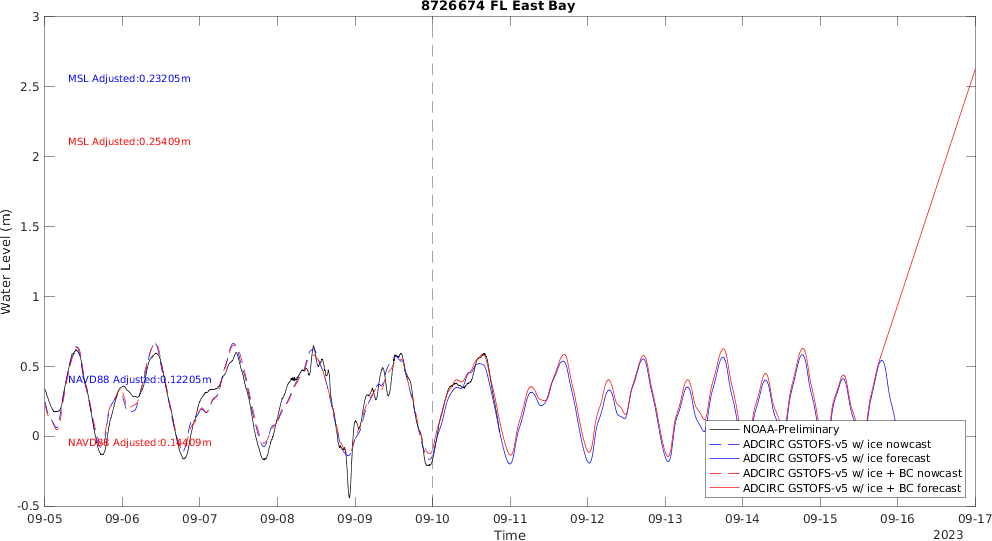 8726674 FL East Bay
3
2.5
2
1.5
1
0.5
0
-0.5
Water Level (m)
MSL Adjusted:0.23205m
MSL Adjusted:0.25409m
NAVD88 Adjusted:0.12205m
NAVD88 Adjusted:0.14409m
NOAA-Preliminary
ADCIRC GSTOFS-v5 w/ ice nowcast
ADCIRC GSTOFS-v5 w/ ice forecast
ADCIRC GSTOFS-v5 w/ ice + BC nowcast
ADCIRC GSTOFS-v5 w/ ice + BC forecast
09-05 09-06 09-07 09-08 09-09 09-10 09-11 09-12 09-13 09-14 09-15 09-16 09-17
Time
2023